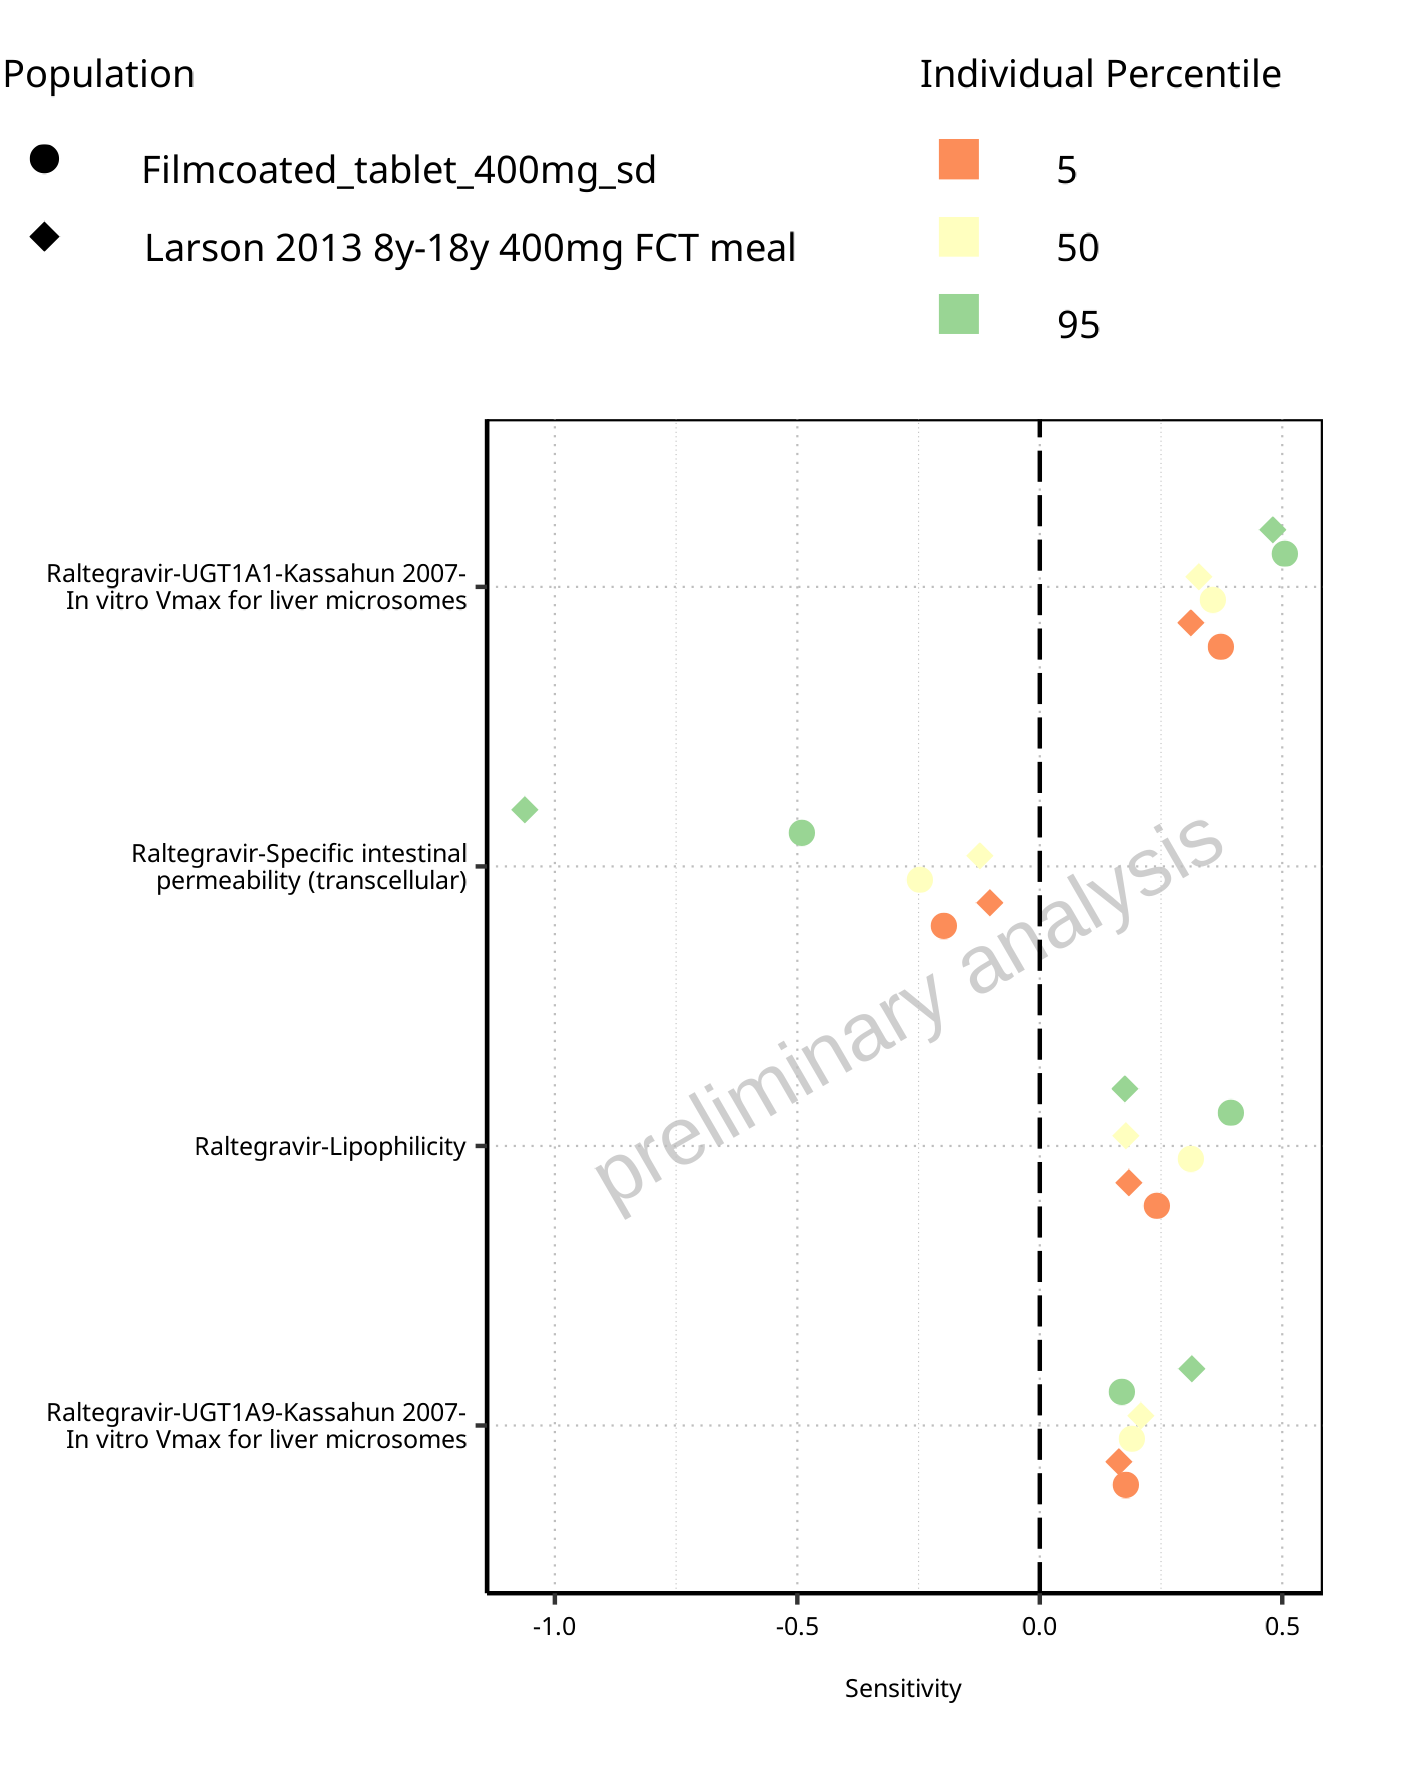 Population
Filmcoated_tablet_400mg_sd
Larson 2013 8y-18y 400mg FCT meal
Individual Percentile
5
50
95
Raltegravir-UGT1A1-Kassahun 2007-
In vitro Vmax for liver microsomes
Raltegravir-Specific intestinal
permeability (transcellular)
Raltegravir-Lipophilicity
Raltegravir-UGT1A9-Kassahun 2007-
In vitro Vmax for liver microsomes
preliminary analysis
-1.0
-0.5
0.0
0.5
Sensitivity